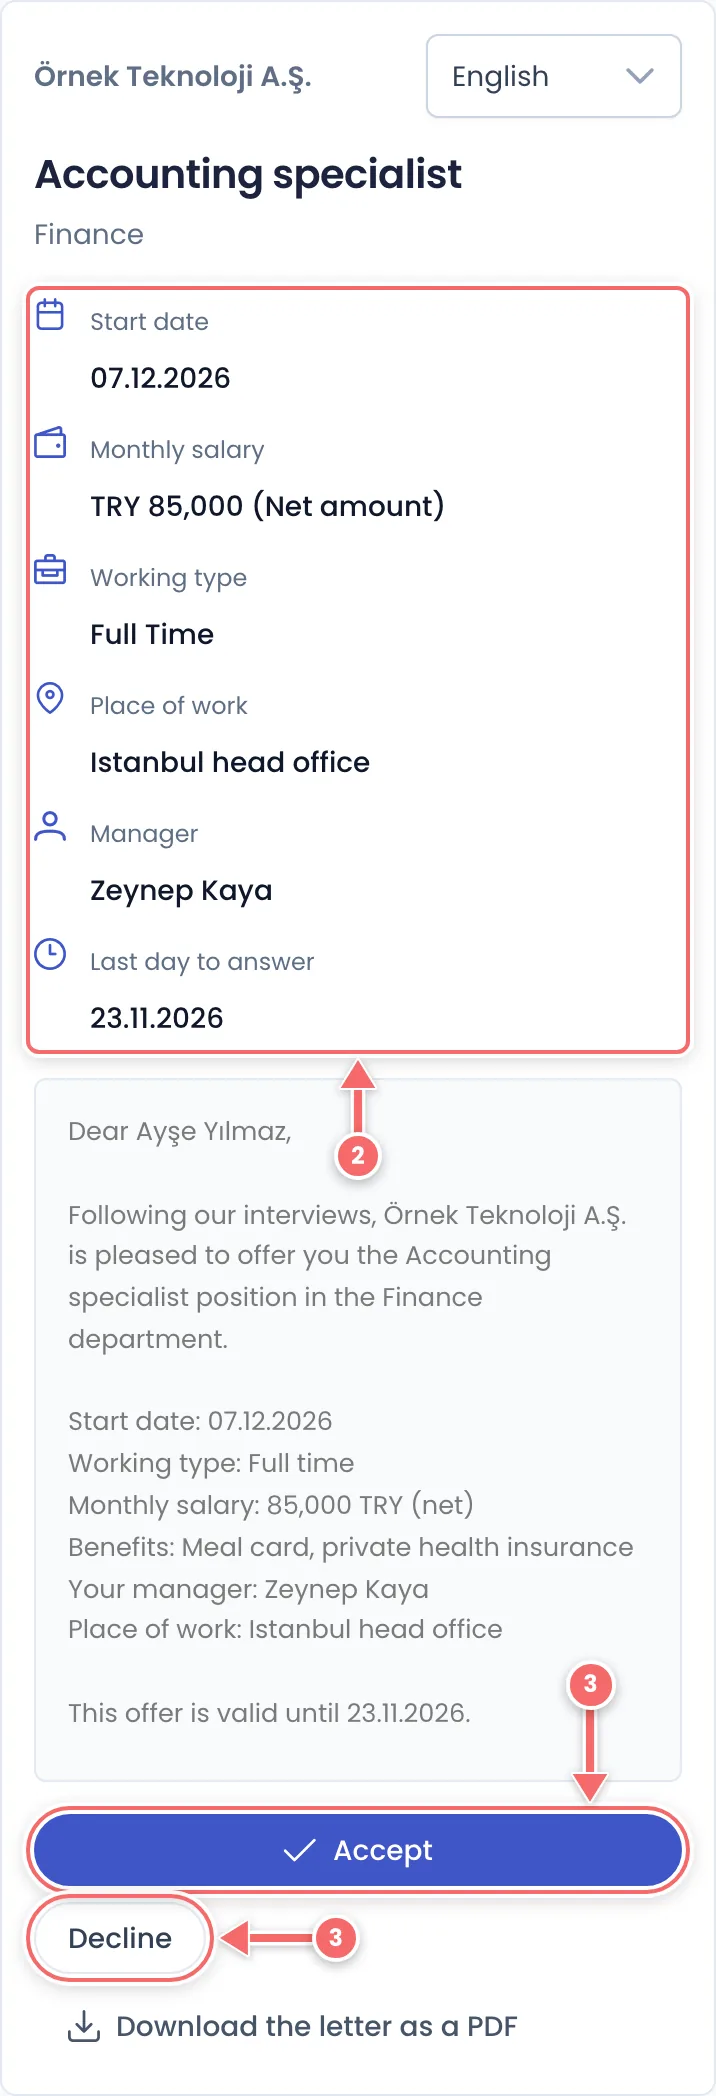 Örnek Teknoloji A.Ş.
English
Accounting specialist
Finance
Start date
07.12.2026
Monthly salary
TRY 85,000 (Net amount)
Working type
Full Time
Place of work
Istanbul head office
Manager
Zeynep Kaya
Last day to answer
23.11.2026
2
Dear Ayşe Yılmaz,
Following our interviews, Örnek Teknoloji A.Ş.
is pleased to offer you the Accounting
specialist position in the Finance
department.
Start date: 07.12.2026
Working type: Full time
Monthly salary: 85,000 TRY (net)
Benefits: Meal card, private health insurance
Your manager: Zeynep Kaya
Place of work: Istanbul head office
This offer is valid until 23.11.2026.
3
Accept
Decline
3
Download the letter as a PDF